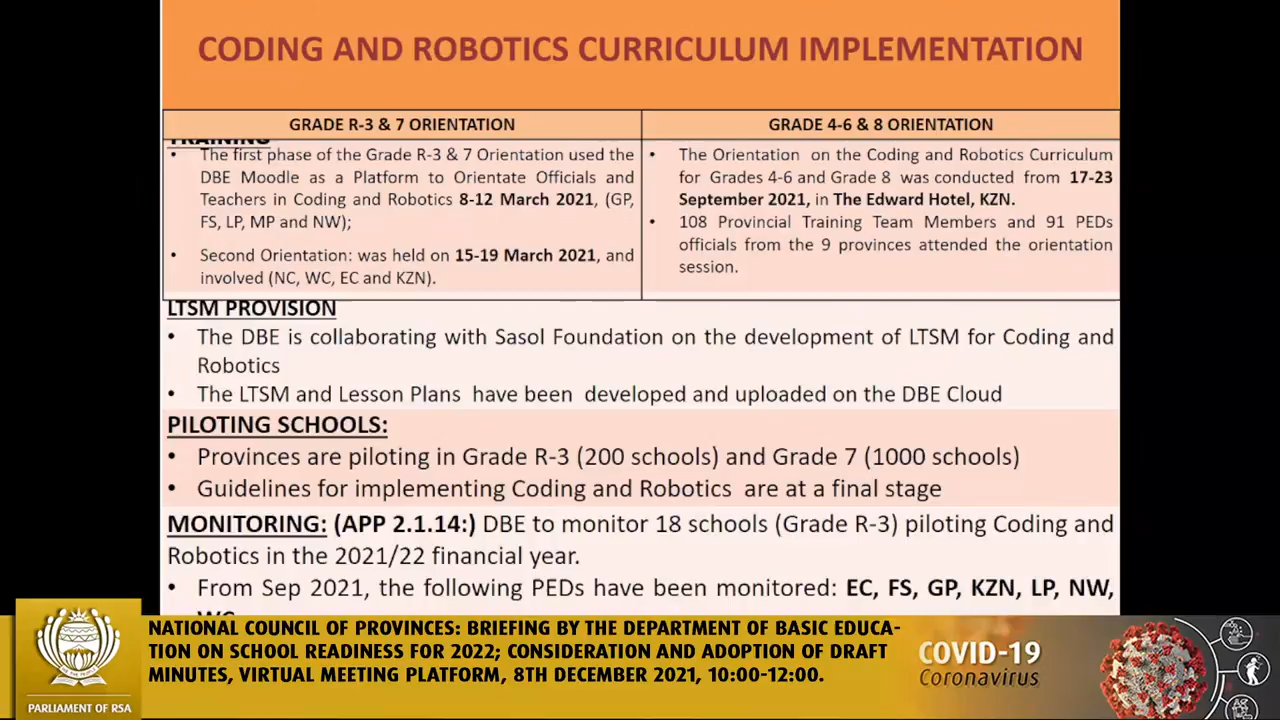 CODING AND ROBOTICS CURRICULUM IMPLEMENTATION
GRADE R-3 & 7 ORIENTATION
TRAINING
• The first phase of the Grade R-3 & 7 Orientation used the
DBE Moodle as a Platform to Orientate Officials and
Teachers in Coding and Robotics 8-12 March 2021, (GP,
FS, LP, MP and NW);
• Second Orientation: was held on 15-19 March 2021, and
involved (NC, WC, EC and KZN).
GRADE 4-6 & 8 ORIENTATION
• The Orientation on the Coding and Robotics Curriculum
for Grades 4-6 and Grade 8 was conducted from 17-23
September 2021, in The Edward Hotel, KZN.
• 108 Provincial Training Team Members and 91 PEDs
officials from the 9 provinces attended the orientation
session.
LTSM PROVISION
• The DBE is collaborating with Sasol Foundation on the development of LTSM for Coding and
Robotics
• The LTSM and Lesson Plans have been developed and uploaded on the DBE Cloud
PILOTING SCHOOLS:
• Provinces are piloting in Grade R-3 (200 schools) and Grade 7 (1000 schools)
• Guidelines for implementing Coding and Robotics are at a final stage
MONITORING: (APP 2.1.14:) DBE to monitor 18 schools (Grade R-3) piloting Coding and
Robotics in the 2021/22 financial year.
• From Sep 2021, the following PEDs have been monitored: EC, FS, GP, KZN, LP, NW,
WC
NATIONAL COUNCIL OF PROVINCES: BRIEFING BY THE DEPARTMENT OF BASIC EDUCA-
TION ON SCHOOL READINESS FOR 2022; CONSIDERATION AND ADOPTION OF DRAFT
MINUTES, VIRTUAL MEETING PLATFORM, 8TH DECEMBER 2021, 10:00-12:00.
PARLIAMENT OF RSA
COVID-19
Coronavirus